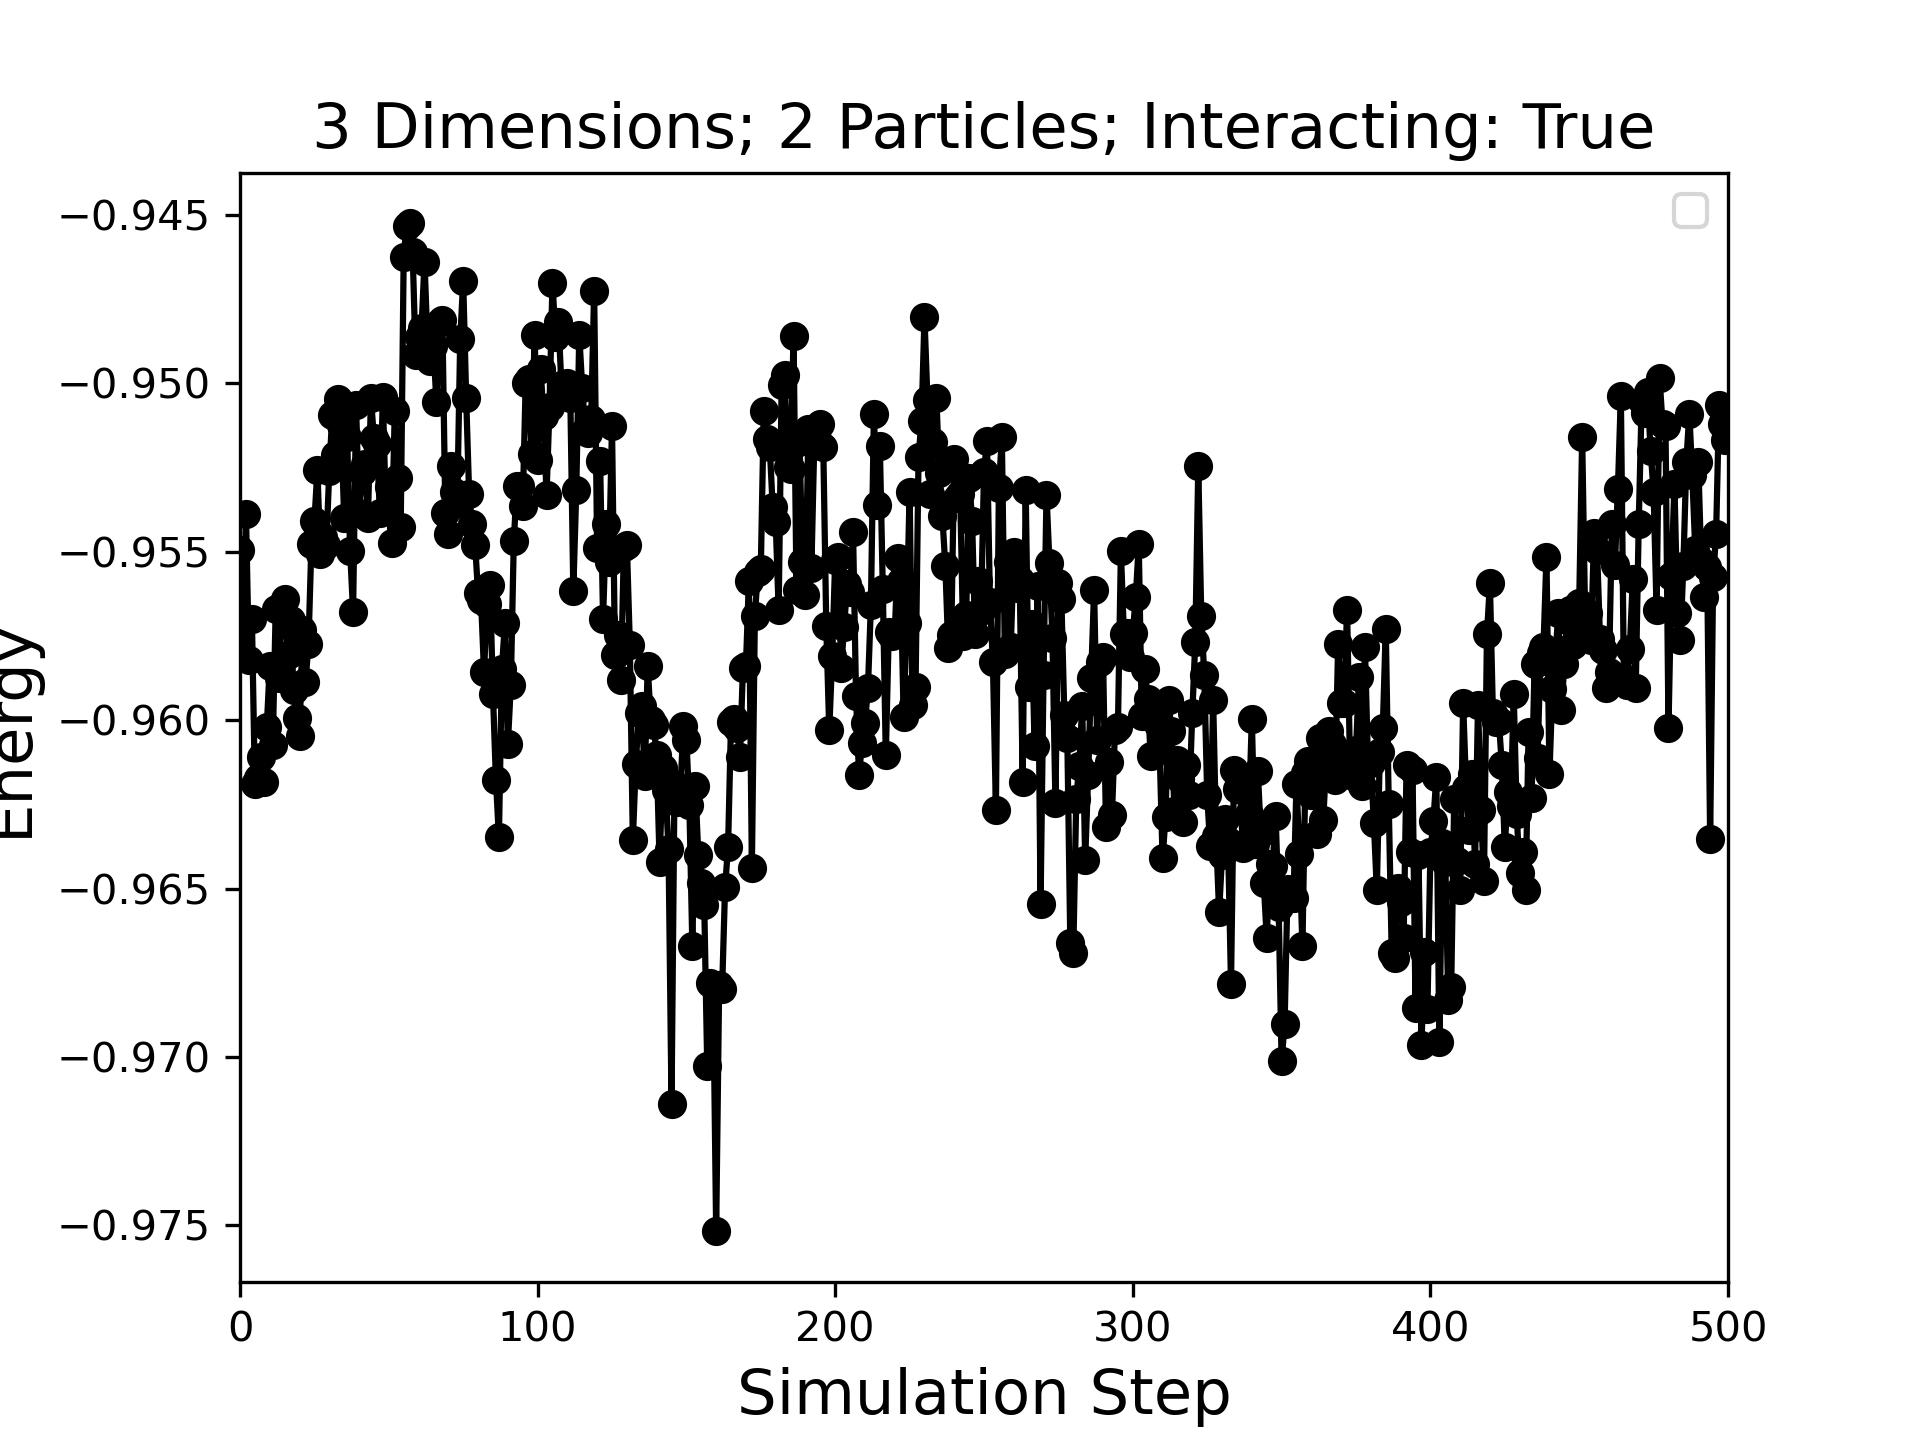 3 Dimensions; 2 Particles; Interacting: True
−0.945
−0.950
−0.955
−0.960
−0.965
−0.970
−0.975
Energy
0 100 200 300 400 500
Simulation Step